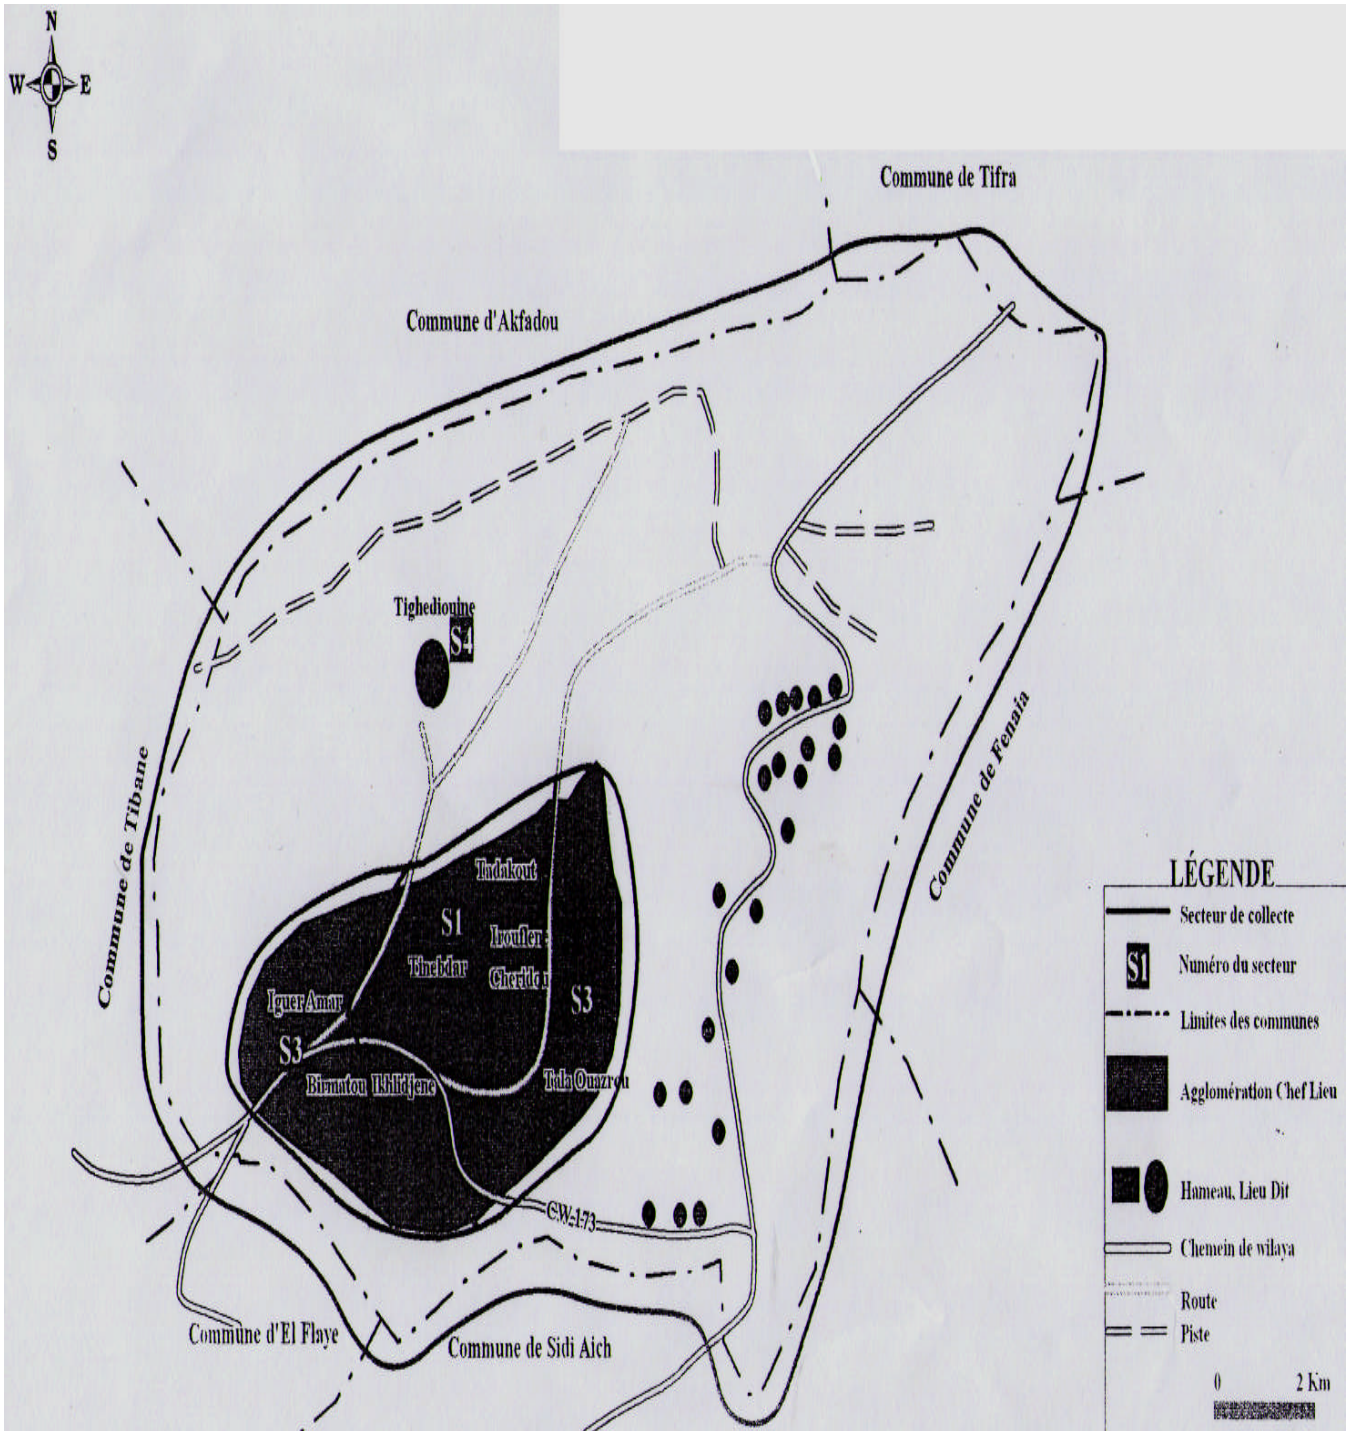 N
W E
S
Commune de Tifra
Commune d'Akfadou
Tighediouine
S4
Commune de Tibane
Commune de Fenaia
Tadakout
S1
Irouflene
Tinebdar
Cheridou
Iguer Amar
S3
S3
Birmatou Ikhlidjene
Tala Ouazrou
CW-173
Commune d'El Flaye
Commune de Sidi Aich
LÉGENDE
Secteur de collecte
S1 Numéro du secteur
Limites des communes
Agglomération Chef Lieu
Hameau, Lieu Dit
Chemein de wilaya
Route
Piste
0 2 Km